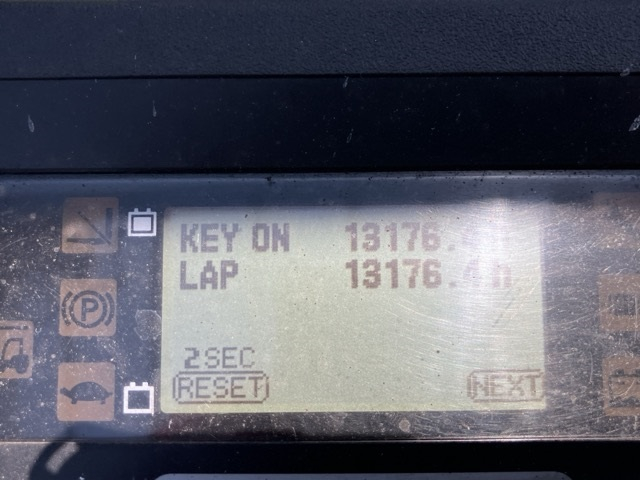 KEY ON 13176.
LAP 13176.4 h
2SEC
RESET NEXT
P